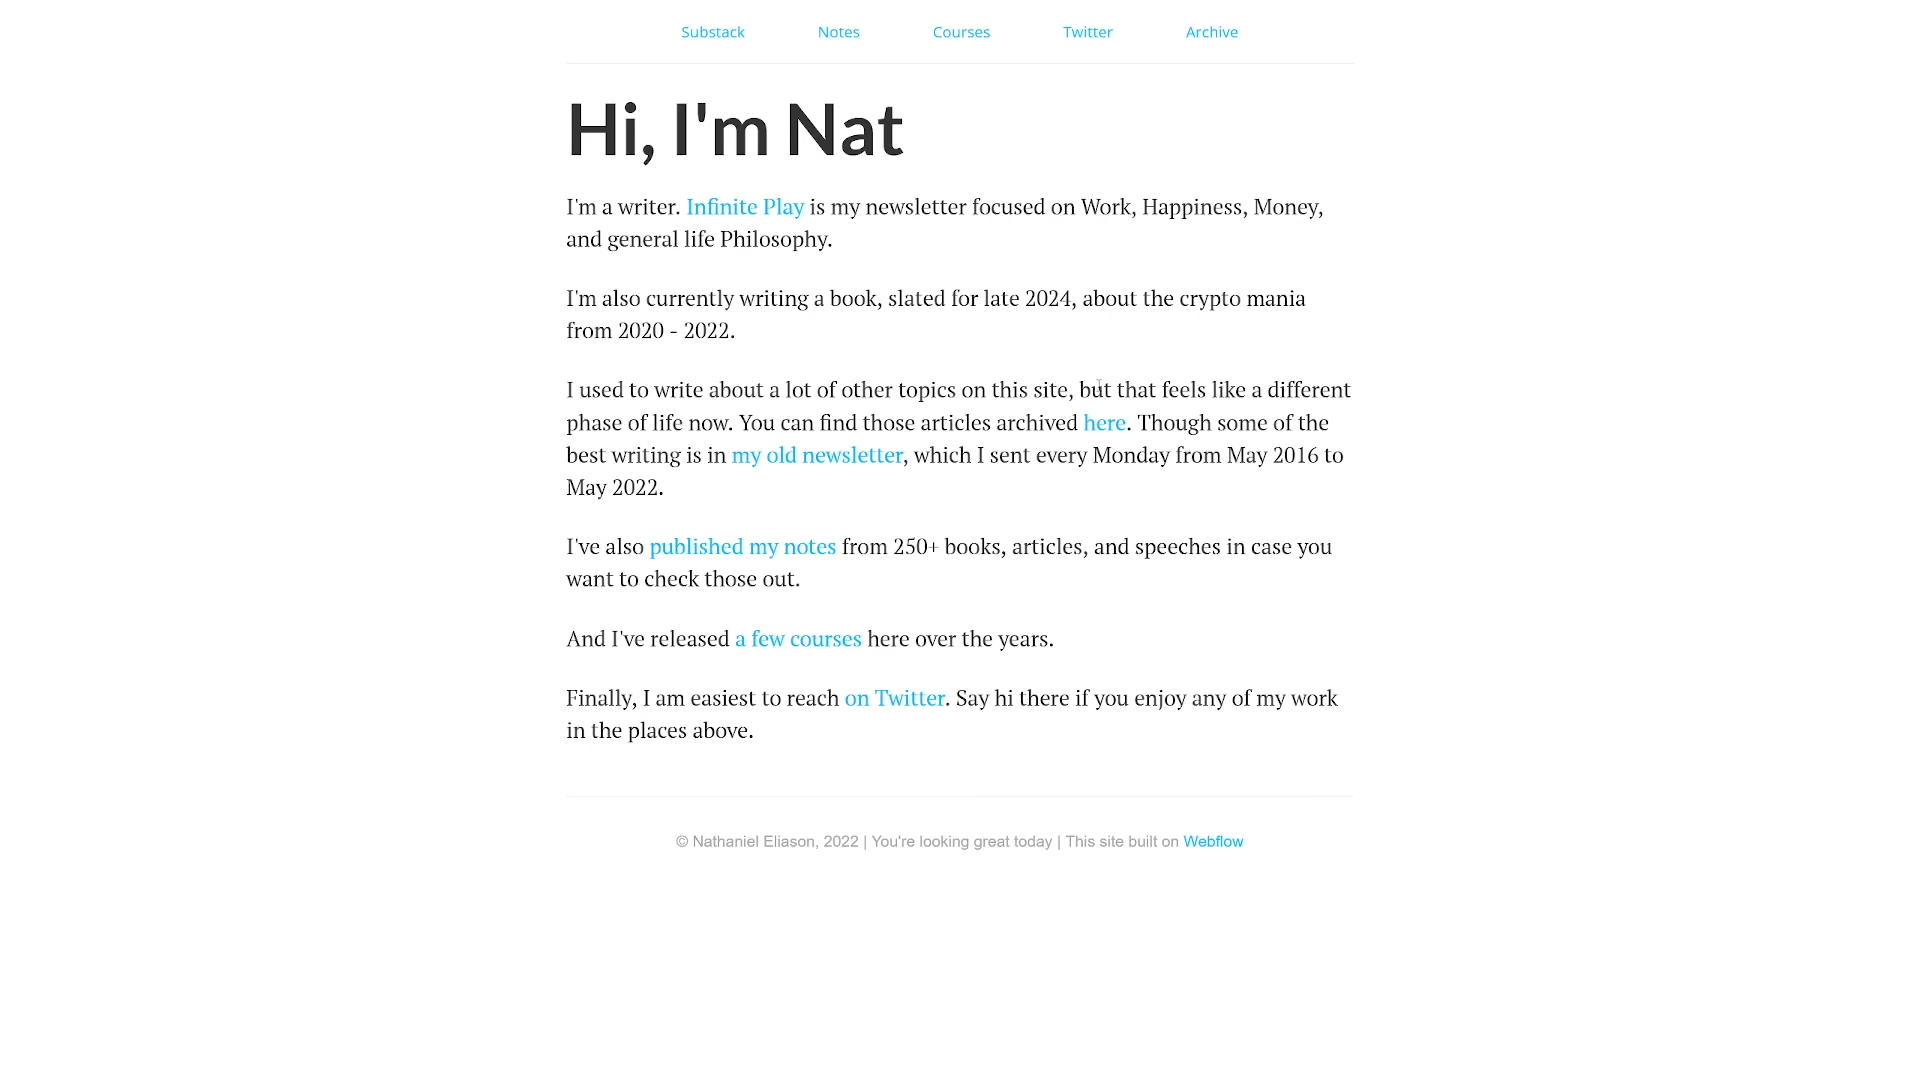 Substack Notes Courses Twitter Archive
Hi, I'm Nat
I'm a writer. Infinite Play is my newsletter focused on Work, Happiness, Money,
and general life Philosophy.
I'm also currently writing a book, slated for late 2024, about the crypto mania
from 2020 - 2022.
I used to write about a lot of other topics on this site, but that feels like a different
phase of life now. You can find those articles archived here. Though some of the
best writing is in my old newsletter, which I sent every Monday from May 2016 to
May 2022.
I've also published my notes from 250+ books, articles, and speeches in case you
want to check those out.
And I've released a few courses here over the years.
Finally, I am easiest to reach on Twitter. Say hi there if you enjoy any of my work
in the places above.
© Nathaniel Eliason, 2022 | You're looking great today | This site built on Webflow